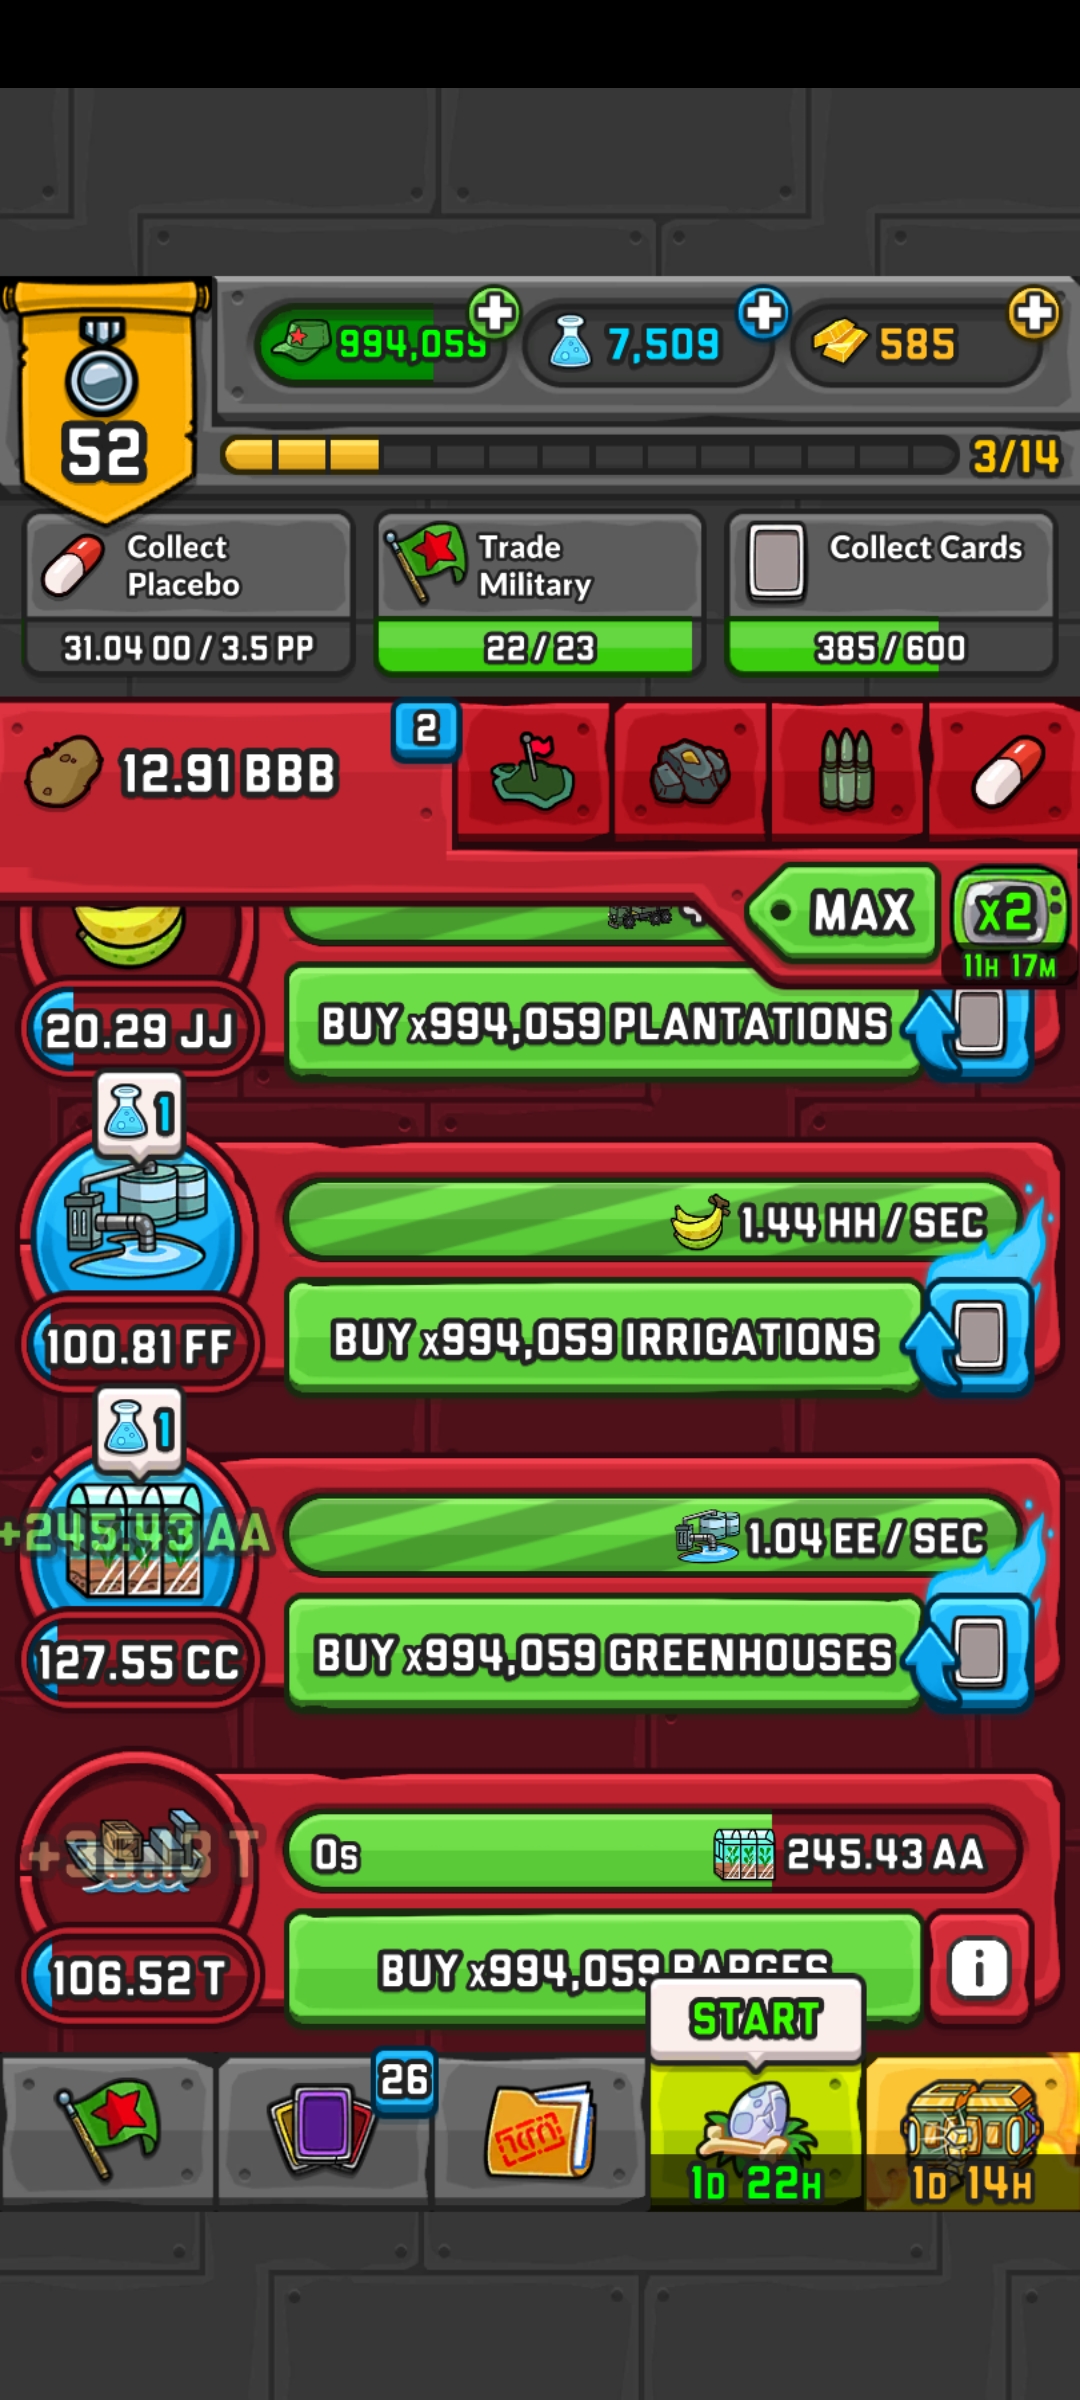 994,059
7,509
585
52
3/14
Collect
Placebo
31.04 OO / 3.5 PP
Trade
Military
22 / 23
Collect Cards
385 / 600
12.91 BBB
2
MAX
x2
11H 17M
20.29 JJ
BUY x994,059 PLANTATIONS
1
1.44 HH / SEC
100.81 FF
BUY x994,059 IRRIGATIONS
1
+245.43 AA
1.04 EE / SEC
127.55 CC
BUY x994,059 GREENHOUSES
0s
245.43 AA
106.52 T
BUY x994,059 BARGES
START
26
1D 22H
1D 14H